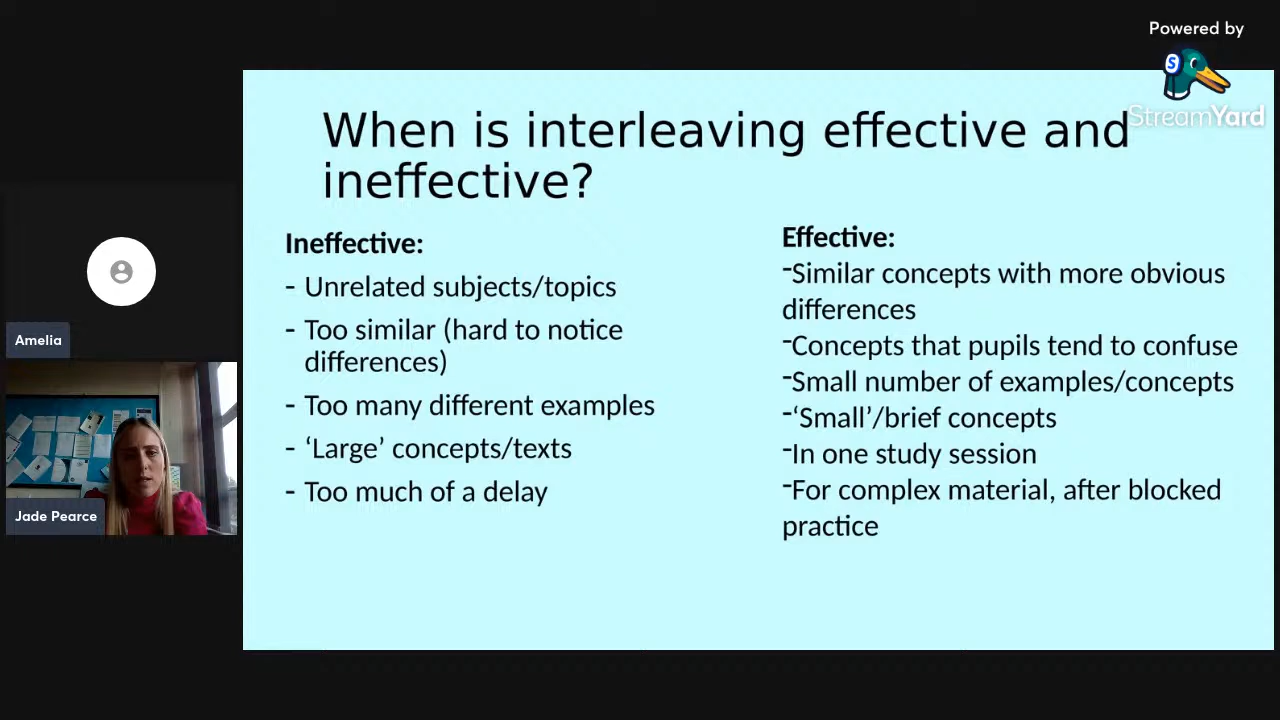 Powered by
S
StreamYard
When is interleaving effective and
ineffective?
Ineffective:
- Unrelated subjects/topics
- Too similar (hard to notice
differences)
- Too many different examples
- ‘Large’ concepts/texts
- Too much of a delay
Effective:
-Similar concepts with more obvious
differences
-Concepts that pupils tend to confuse
-Small number of examples/concepts
-‘Small’/brief concepts
-In one study session
-For complex material, after blocked
practice
Amelia
Jade Pearce